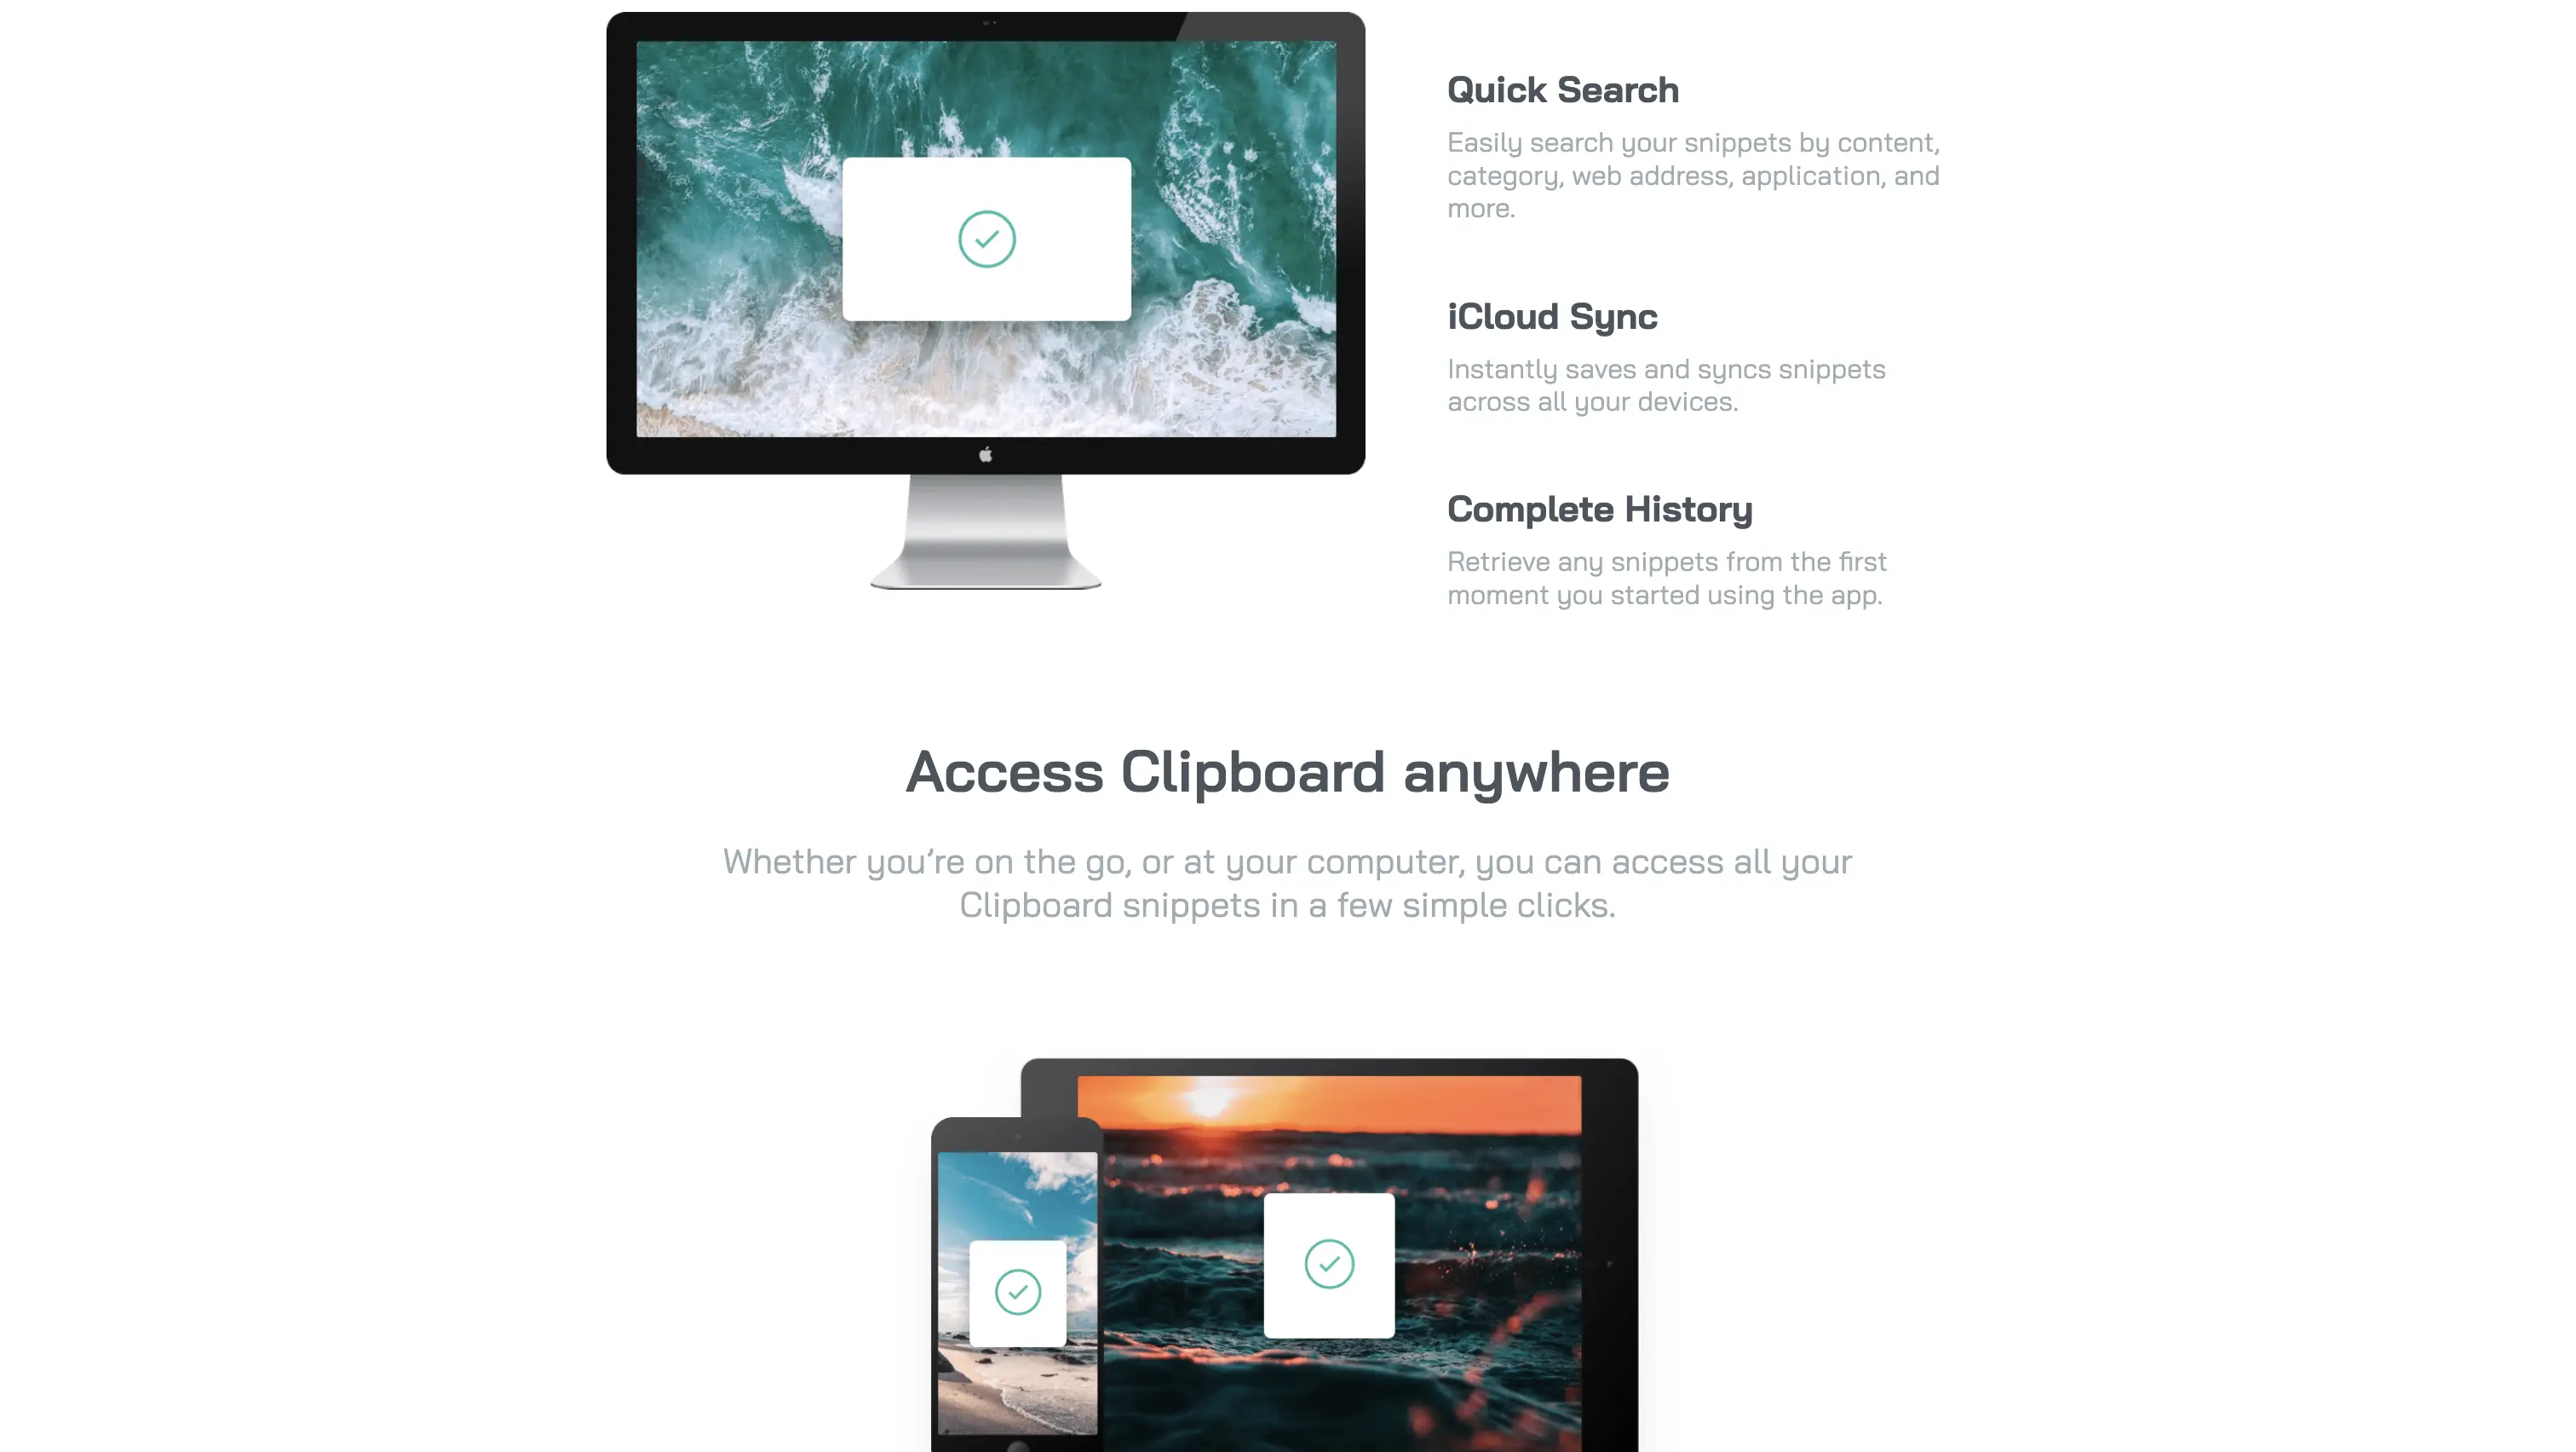 Quick Search
Easily search your snippets by content,
category, web address, application, and
more.
iCloud Sync
Instantly saves and syncs snippets
across all your devices.
Complete History
Retrieve any snippets from the first
moment you started using the app.
Access Clipboard anywhere
Whether you’re on the go, or at your computer, you can access all your
Clipboard snippets in a few simple clicks.